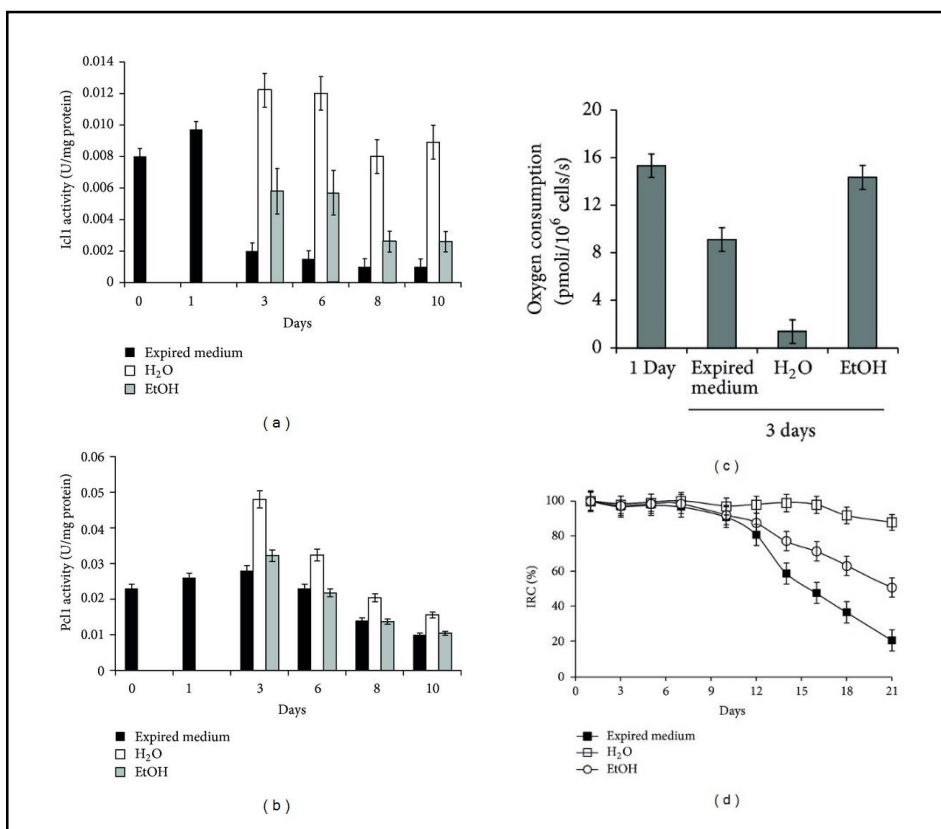 Icl1 activity (U/mg protein)
0.014
0.012
0.010
0.008
0.006
0.004
0.002
0
0 1 3 6 8 10
Days
Expired medium
H₂O
EtOH
( a )
Pcl1 activity (U/mg protein)
0.06
0.05
0.04
0.03
0.02
0.01
0
0 1 3 6 8 10
Days
Expired medium
H₂O
EtOH
( b )
Oxygen consumption
(pmoli/10⁶ cells/s)
20
16
12
8
4
0
1 Day Expired medium H₂O EtOH
3 days
( c )
IRC (%)
100
80
60
40
20
0
0 3 6 9 12 15 18 21
Days
Expired medium
H₂O
EtOH
( d )